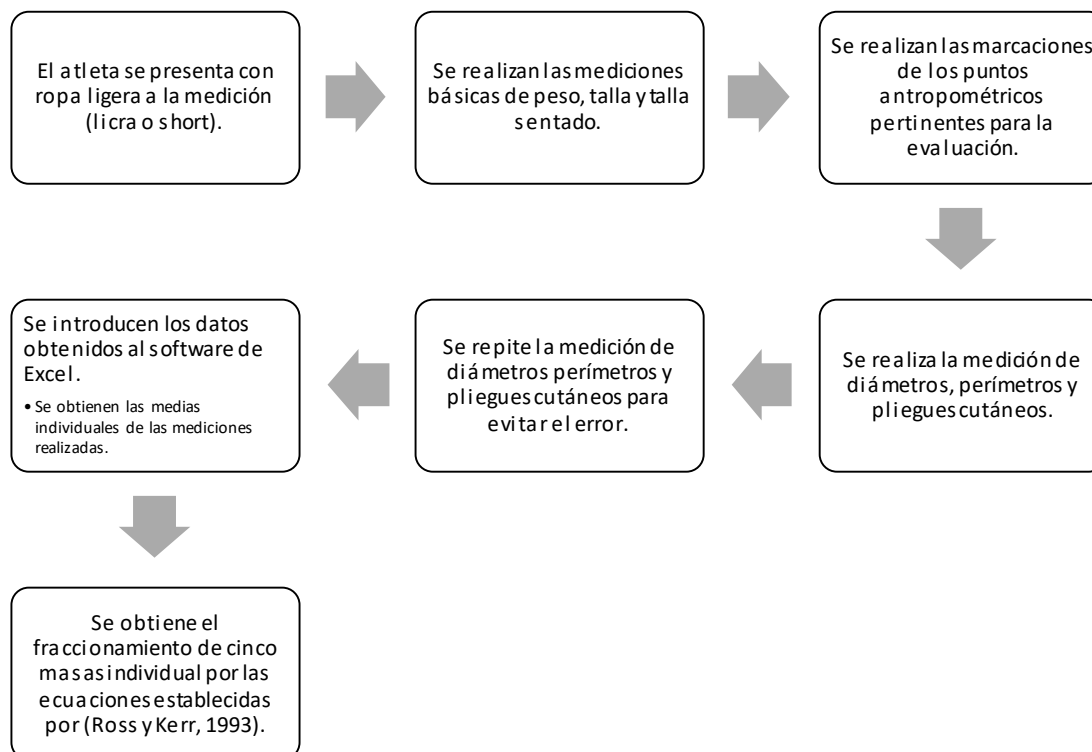 El atleta se presenta con
ropa ligera a la medición
(licra o short).
Se realizan las mediciones
básicas de peso, talla y talla
sentado.
Se realizan las marcaciones
de los puntos
antropométricos
pertinentes para la
evaluación.
Se realiza la medición de
diámetros, perímetros y
pliegues cutáneos.
Se repite la medición de
diámetros perímetros y
pliegues cutáneos para
evitar el error.
Se introducen los datos
obtenidos al software de
Excel.
• Se obtienen las medias
individuales de las mediciones
realizadas.
Se obtiene el
fraccionamiento de cinco
masas individual por las
ecuaciones establecidas
por (Ross y Kerr, 1993).